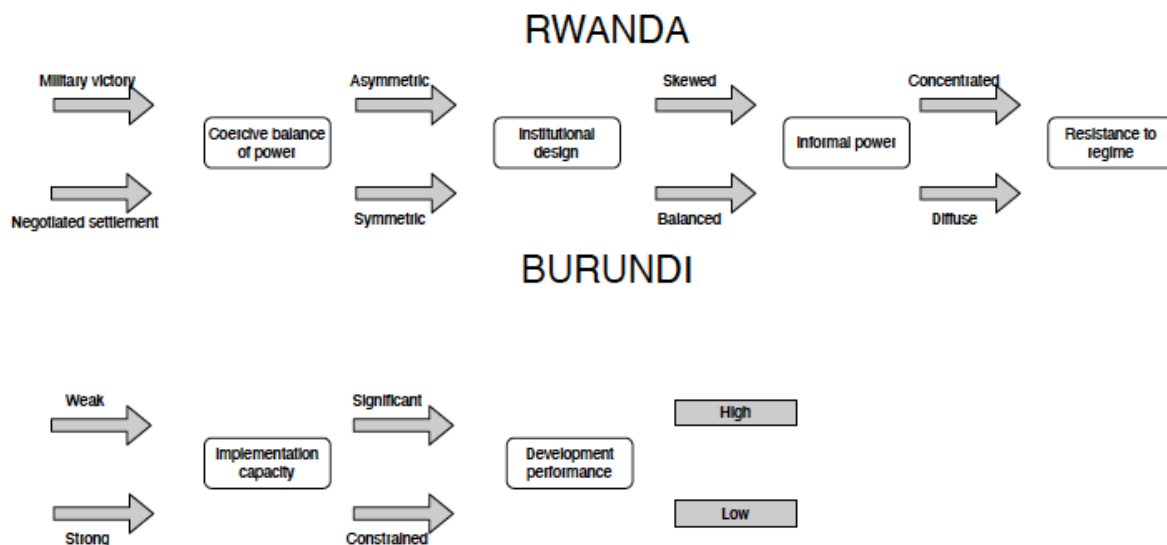 RWANDA
Military victory
Asymmetric
Skewed
Concentrated
Coercive balance
of power
Institutional
design
Informal power
Resistance to
regime
Negotiated settlement
Symmetric
Balanced
Diffuse
BURUNDI
Weak
Significant
High
Implementation
capacity
Development
performance
Low
Strong
Constrained